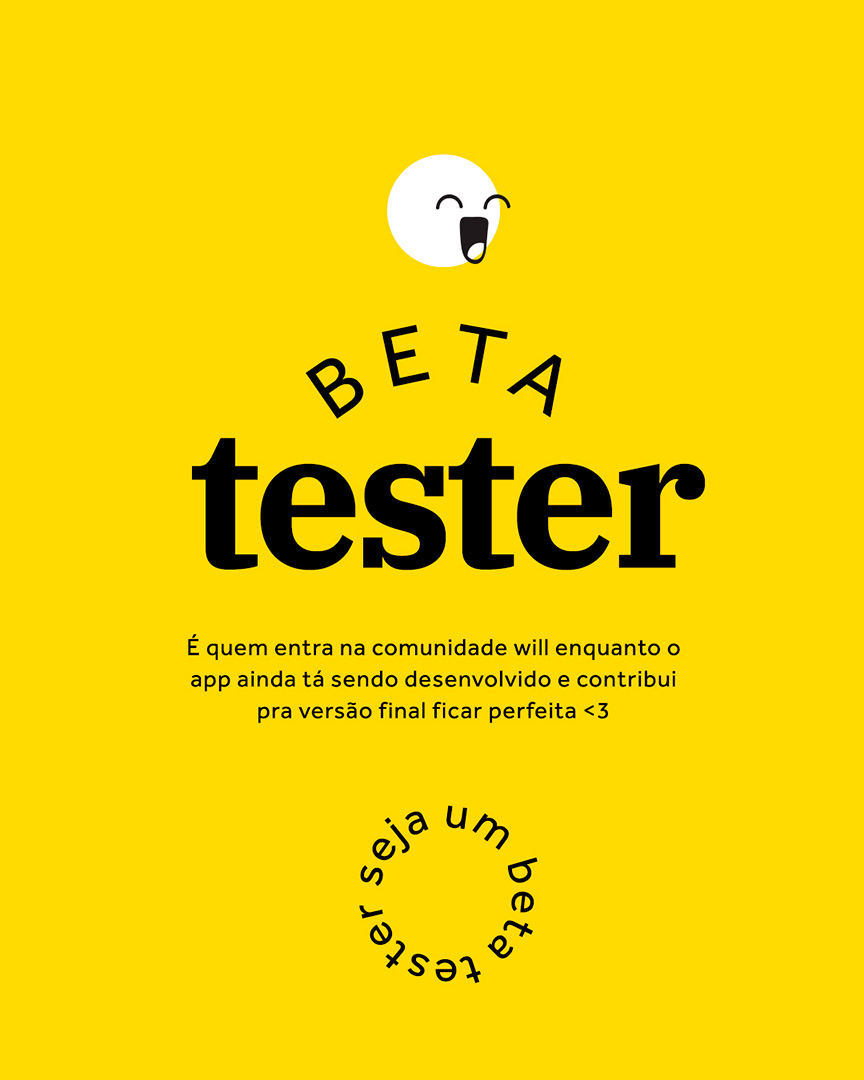 BETA
tester
É quem entra na comunidade will enquanto o
app ainda tá sendo desenvolvido e contribui
pra versão final ficar perfeita <3
seja um beta tester